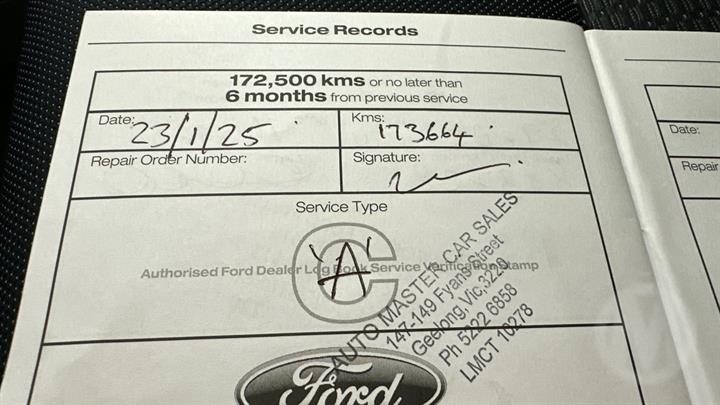 Service Records
172,500 kms or no later than
6 months from previous service
Date: 23/1/25
Kms: 173664
Repair Order Number:
Signature:
Service Type
C
'A'
Authorised Ford Dealer Log Book Service Verification Stamp
AUTO MASTER CAR SALES
147-149 Fyans Street
Geelong, Vic, 3220
Ph 5222 6858
LMCT 10278
Ford
Date:
Repair